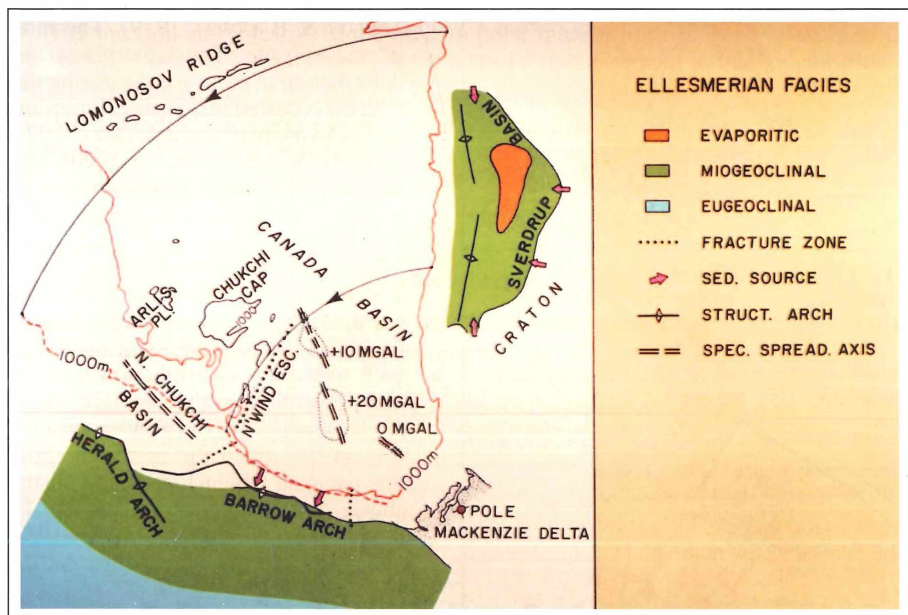 LOMONOSOV RIDGE
BASIN
SVERDRUP
CRATON
CANADA
BASIN
CHUKCHI
CAP
1000
ARLIS
PL.
1000m
N. CHUKCHI
BASIN
N'WIND ESC.
+10 MGAL
+20 MGAL
0 MGAL
1000m
HERALD
ARCH
BARROW ARCH
POLE
MACKENZIE DELTA
ELLESMERIAN FACIES
EVAPORITIC
MIOGEOCLINAL
EUGEOCLINAL
FRACTURE ZONE
SED. SOURCE
STRUCT. ARCH
SPEC. SPREAD. AXIS